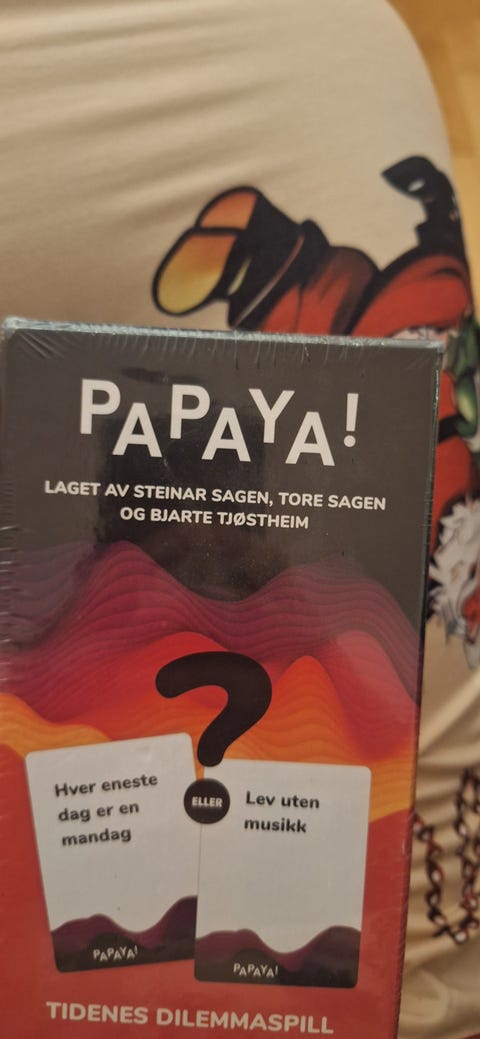 PAPAYA!
LAGET AV STEINAR SAGEN, TORE SAGEN
OG BJARTE TJØSTHEIM
?
Hver eneste
dag er en
mandag
PAPAYA!
ELLER
Lev uten
musikk
PAPAYA!
TIDENES DILEMMASPILL